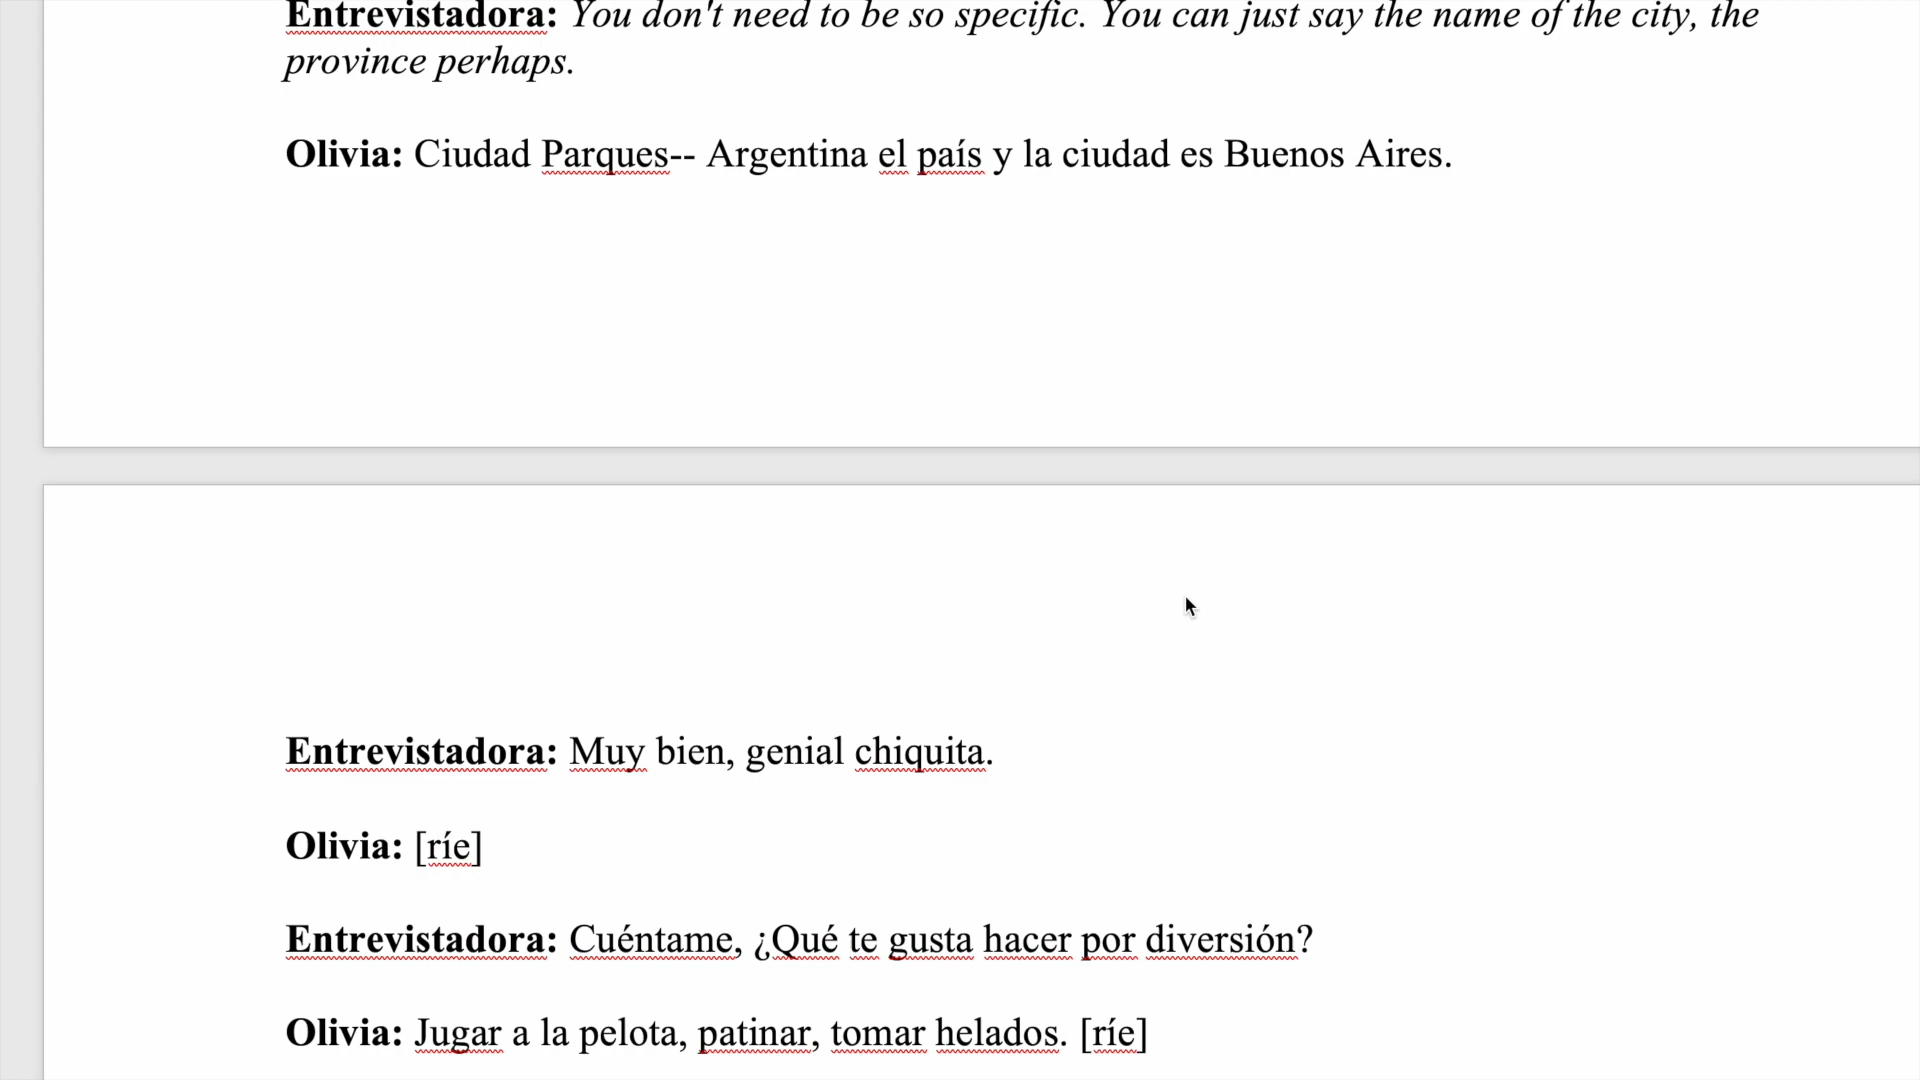 Entrevistadora: You don't need to be so specific. You can just say the name of the city, the
province perhaps.
Olivia: Ciudad Parques-- Argentina el país y la ciudad es Buenos Aires.
Entrevistadora: Muy bien, genial chiquita.
Olivia: [ríe]
Entrevistadora: Cuéntame, ¿Qué te gusta hacer por diversión?
Olivia: Jugar a la pelota, patinar, tomar helados. [ríe]